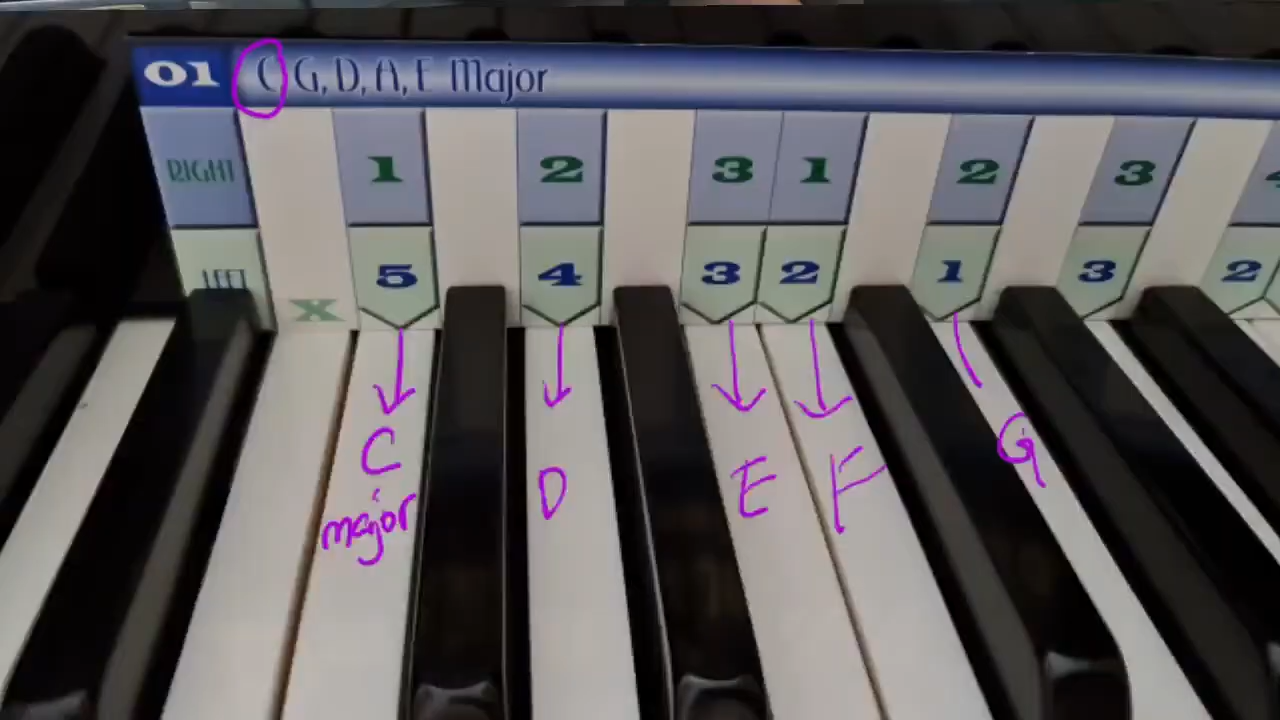 01 C G, D, A, E Major
RIGHT 1 2 3 1 2 3
LEFT X 5 4 3 2 1 3 2
C D E F G
major